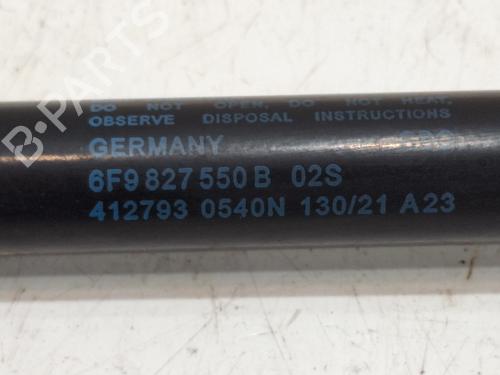 DO NOT OPEN, DO NOT HEAT,
OBSERVE DISPOSAL INSTRUCTIONS
GERMANY
6F9 827 550 B 02S
412793 0540N 130/21 A23
B-PARTS